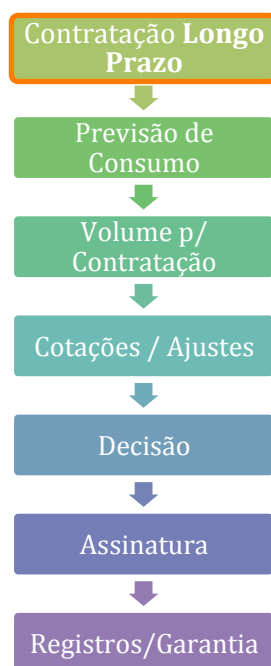 Contratação Longo
Prazo
Previsão de
Consumo
Volume p/
Contratação
Cotações / Ajustes
Decisão
Assinatura
Registros/Garantia